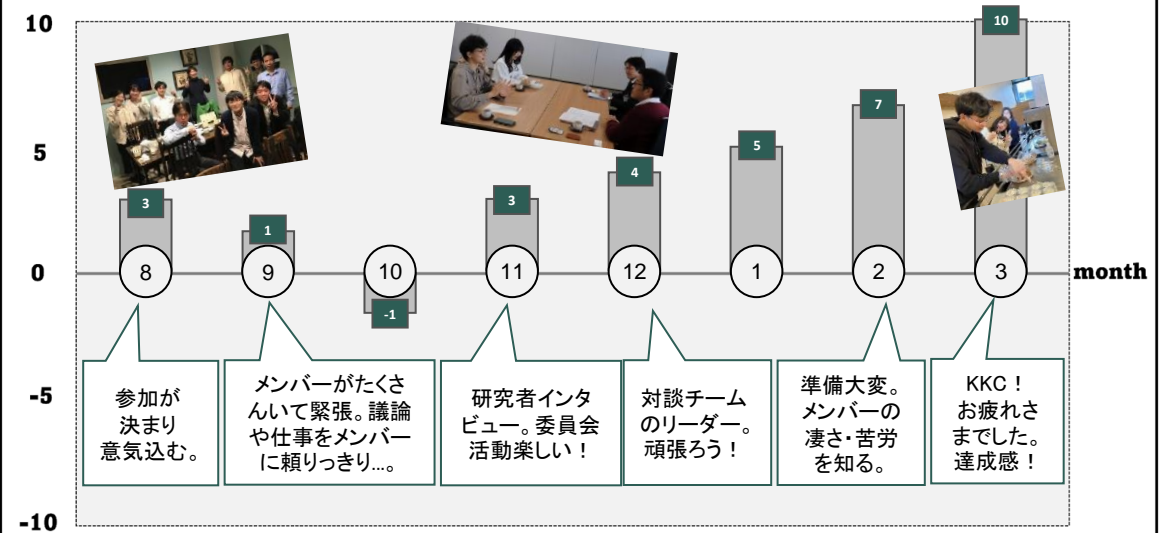 10
5
0
-5
-10
3
1
-1
3
4
5
7
10
8
9
10
11
12
1
2
3
month
参加が
決まり
意気込む。
メンバーがたくさ
んいて緊張。議論
や仕事をメンバー
に頼りっきり…。
研究者インタ
ビュー。委員会
活動楽しい！
対談チーム
のリーダー。
頑張ろう！
準備大変。
メンバーの
凄さ・苦労
を知る。
KKC！
お疲れさ
までした。
達成感！